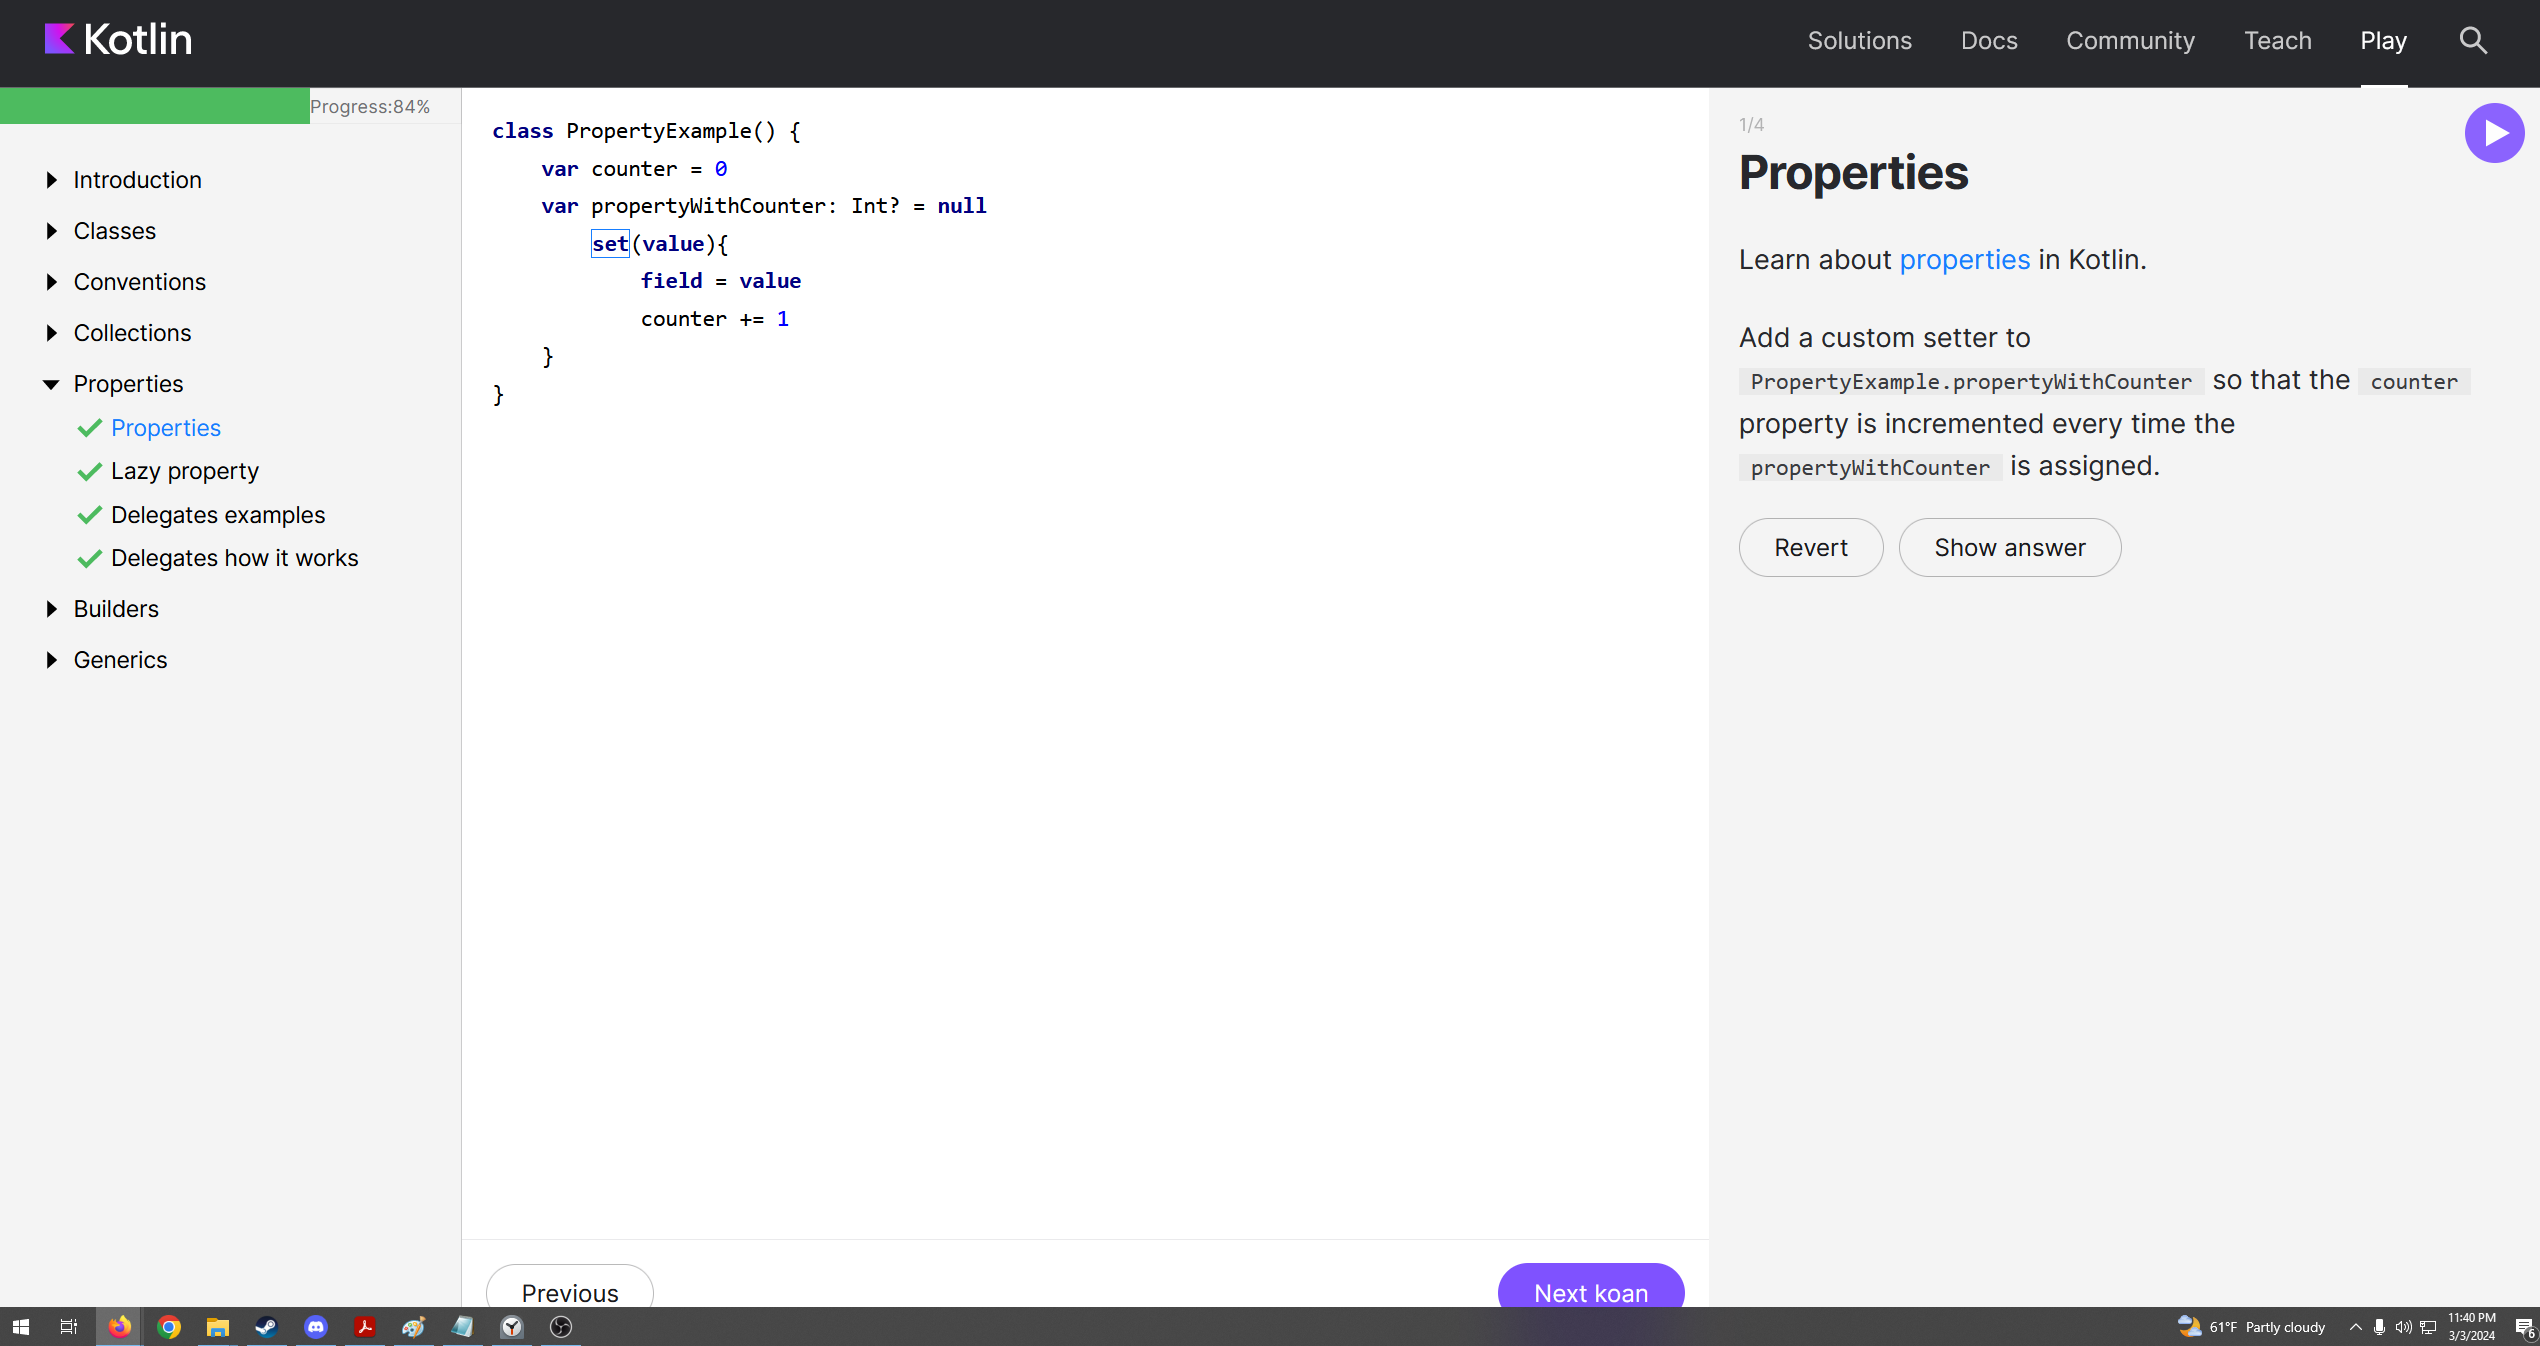 Kotlin
Solutions Docs Community Teach Play
Progress:84%
Introduction
Classes
Conventions
Collections
Properties
Properties
Lazy property
Delegates examples
Delegates how it works
Builders
Generics
class PropertyExample() {
    var counter = 0
    var propertyWithCounter: Int? = null
        set(value){
            field = value
            counter += 1
    }
}
Previous
Next koan
1/4
Properties
Learn about properties in Kotlin.
Add a custom setter to
PropertyExample.propertyWithCounter so that the counter
property is incremented every time the
propertyWithCounter is assigned.
Revert Show answer
61°F Partly cloudy
11:40 PM
3/3/2024
6